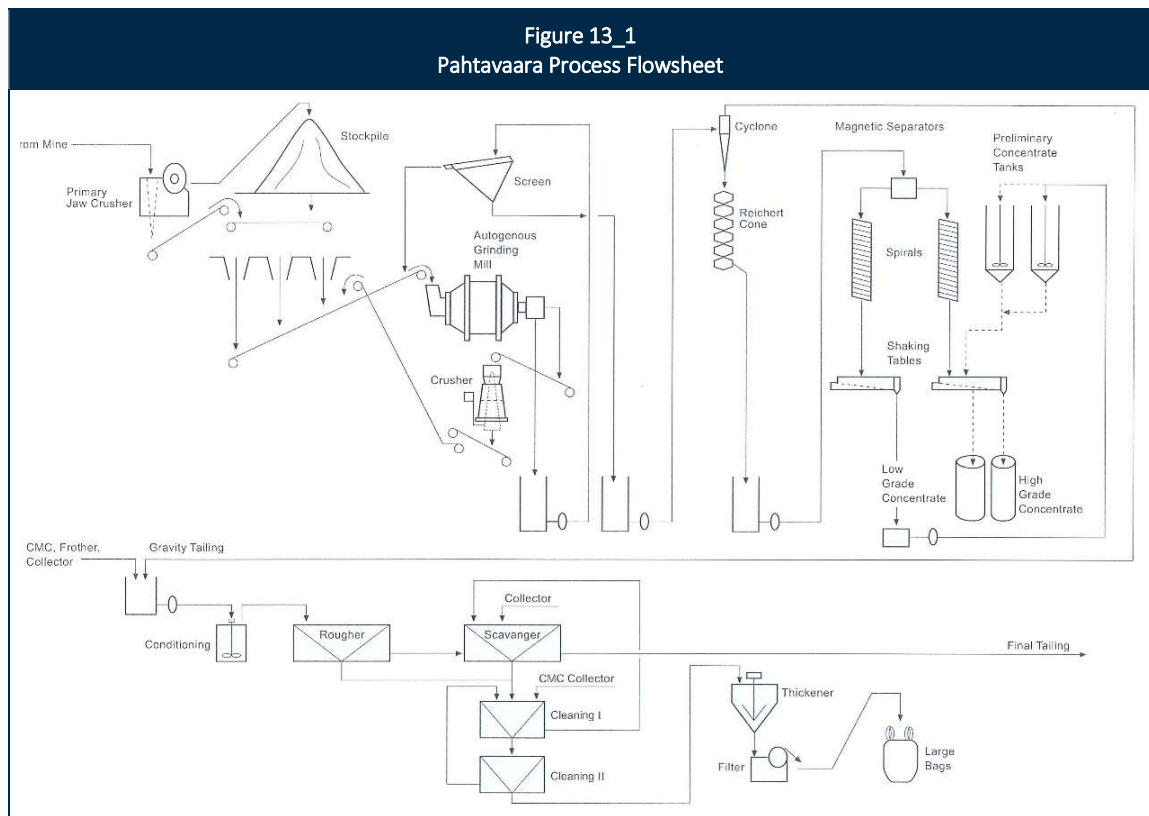 Figure 13_1
Pahtavaara Process Flowsheet
rom Mine
Primary
Jaw Crusher
Stockpile
Screen
Autogenous
Grinding
Mill
Crusher
Cyclone
Reichert
Cone
Magnetic Separators
Spirals
Shaking
Tables
Preliminary
Concentrate
Tanks
Low
Grade
Concentrate
High
Grade
Concentrate
CMC, Frother,
Collector
Gravity Tailing
Conditioning
Rougher
Collector
Scavanger
Final Tailing
CMC Collector
Cleaning I
Cleaning II
Thickener
Filter
Large
Bags